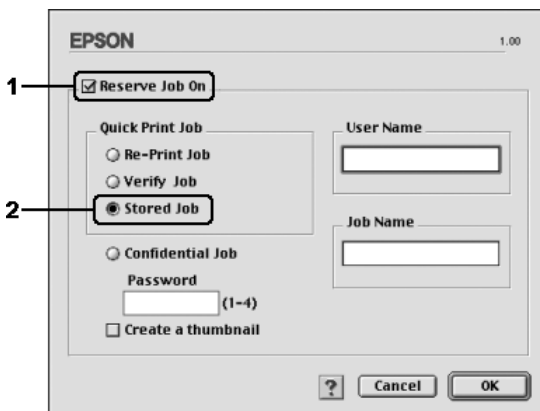 EPSON
1.00
1
Reserve Job On
Quick Print Job
Re-Print Job
Verify Job
2
Stored Job
Confidential Job
Password
(1-4)
Create a thumbnail
User Name
Job Name
?
Cancel
OK